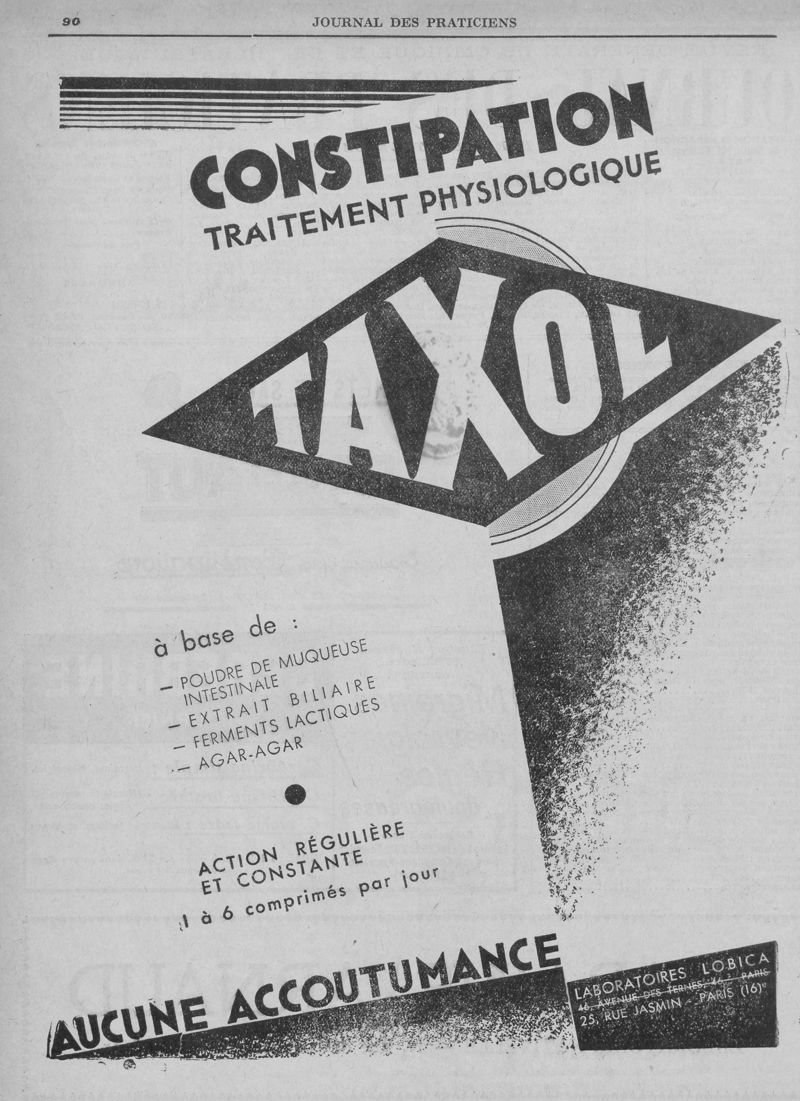 90
JOURNAL DES PRATICIENS
CONSTIPATION
TRAITEMENT PHYSIOLOGIQUE
TAXOL
à base de :
— POUDRE DE MUQUEUSE
INTESTINALE
— EXTRAIT BILIAIRE
— FERMENTS LACTIQUES
— AGAR-AGAR
ACTION RÉGULIÈRE
ET CONSTANTE
1 à 6 comprimés par jour
AUCUNE ACCOUTUMANCE
LABORATOIRES LOBICA
46, AVENUE DES TERNES, PARIS
25, RUE JASMIN - PARIS (16)e